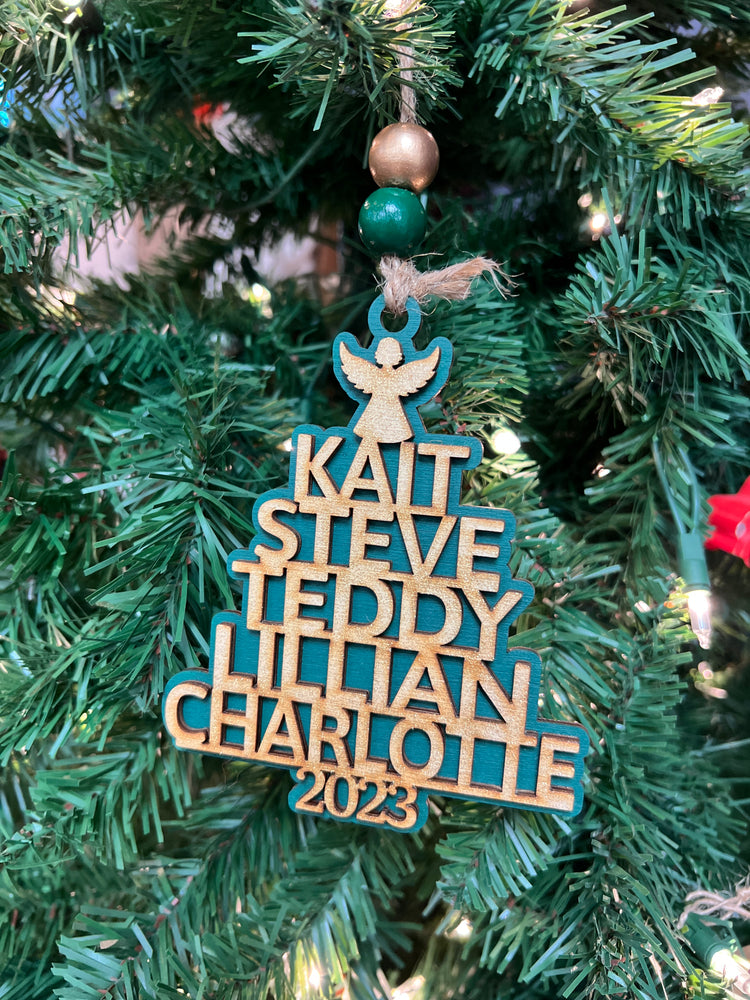 KAIT
STEVE
TEDDY
LILLIAN
CHARLOTTE
2023